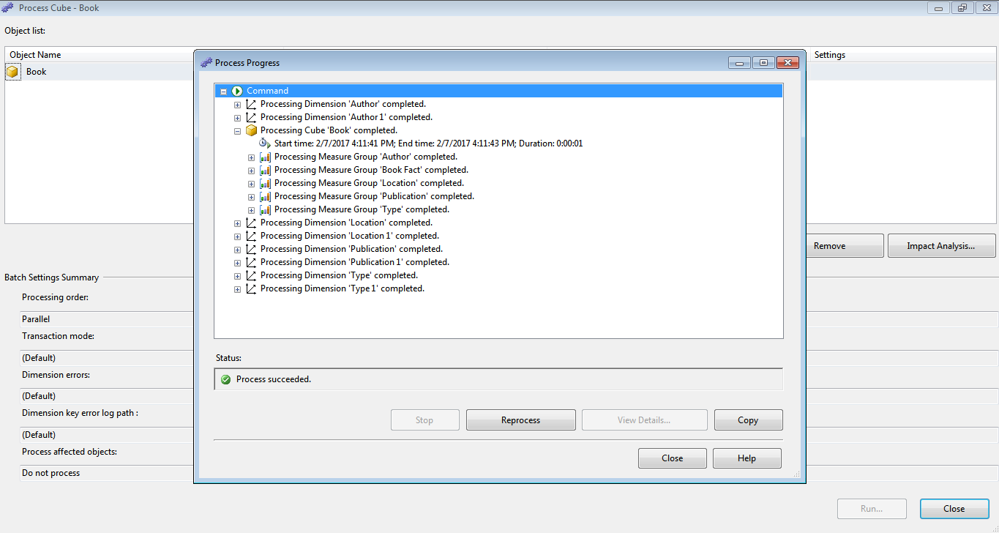 Process Cube - Book
Object list:
Object Name
Settings
Book
Process Progress
Command
Processing Dimension 'Author' completed.
Processing Dimension 'Author 1' completed.
Processing Cube 'Book' completed.
Start time: 2/7/2017 4:11:41 PM; End time: 2/7/2017 4:11:43 PM; Duration: 0:00:01
Processing Measure Group 'Author' completed.
Processing Measure Group 'Book Fact' completed.
Processing Measure Group 'Location' completed.
Processing Measure Group 'Publication' completed.
Processing Measure Group 'Type' completed.
Processing Dimension 'Location' completed.
Processing Dimension 'Location 1' completed.
Processing Dimension 'Publication' completed.
Processing Dimension 'Publication 1' completed.
Processing Dimension 'Type' completed.
Processing Dimension 'Type 1' completed.
Status:
Process succeeded.
Stop
Reprocess
View Details...
Copy
Close
Help
Remove
Impact Analysis...
Batch Settings Summary
Processing order:
Parallel
Transaction mode:
(Default)
Dimension errors:
(Default)
Dimension key error log path :
(Default)
Process affected objects:
Do not process
Run...
Close